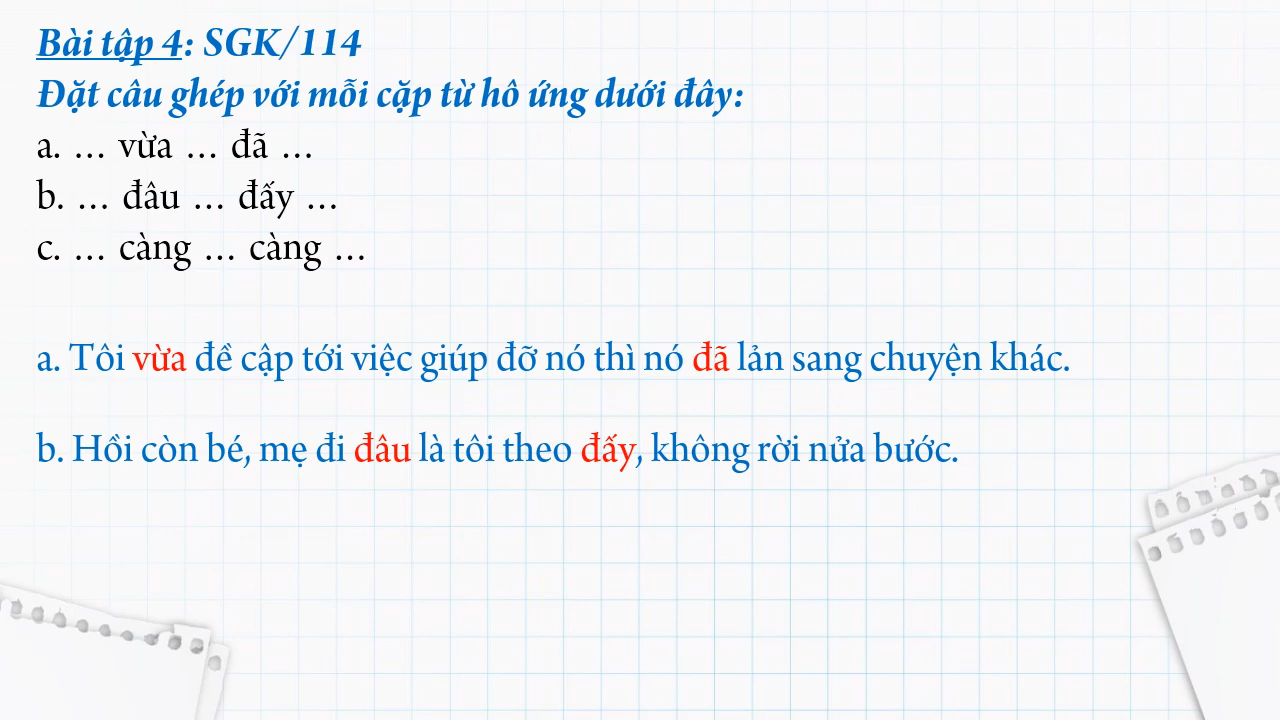 Bài tập 4: SGK/114
Đặt câu ghép với mỗi cặp từ hô ứng dưới đây:
a. … vừa … đã …
b. … đâu … đấy …
c. … càng … càng …
a. Tôi vừa đề cập tới việc giúp đỡ nó thì nó đã lản sang chuyện khác.
b. Hồi còn bé, mẹ đi đâu là tôi theo đấy, không rời nửa bước.